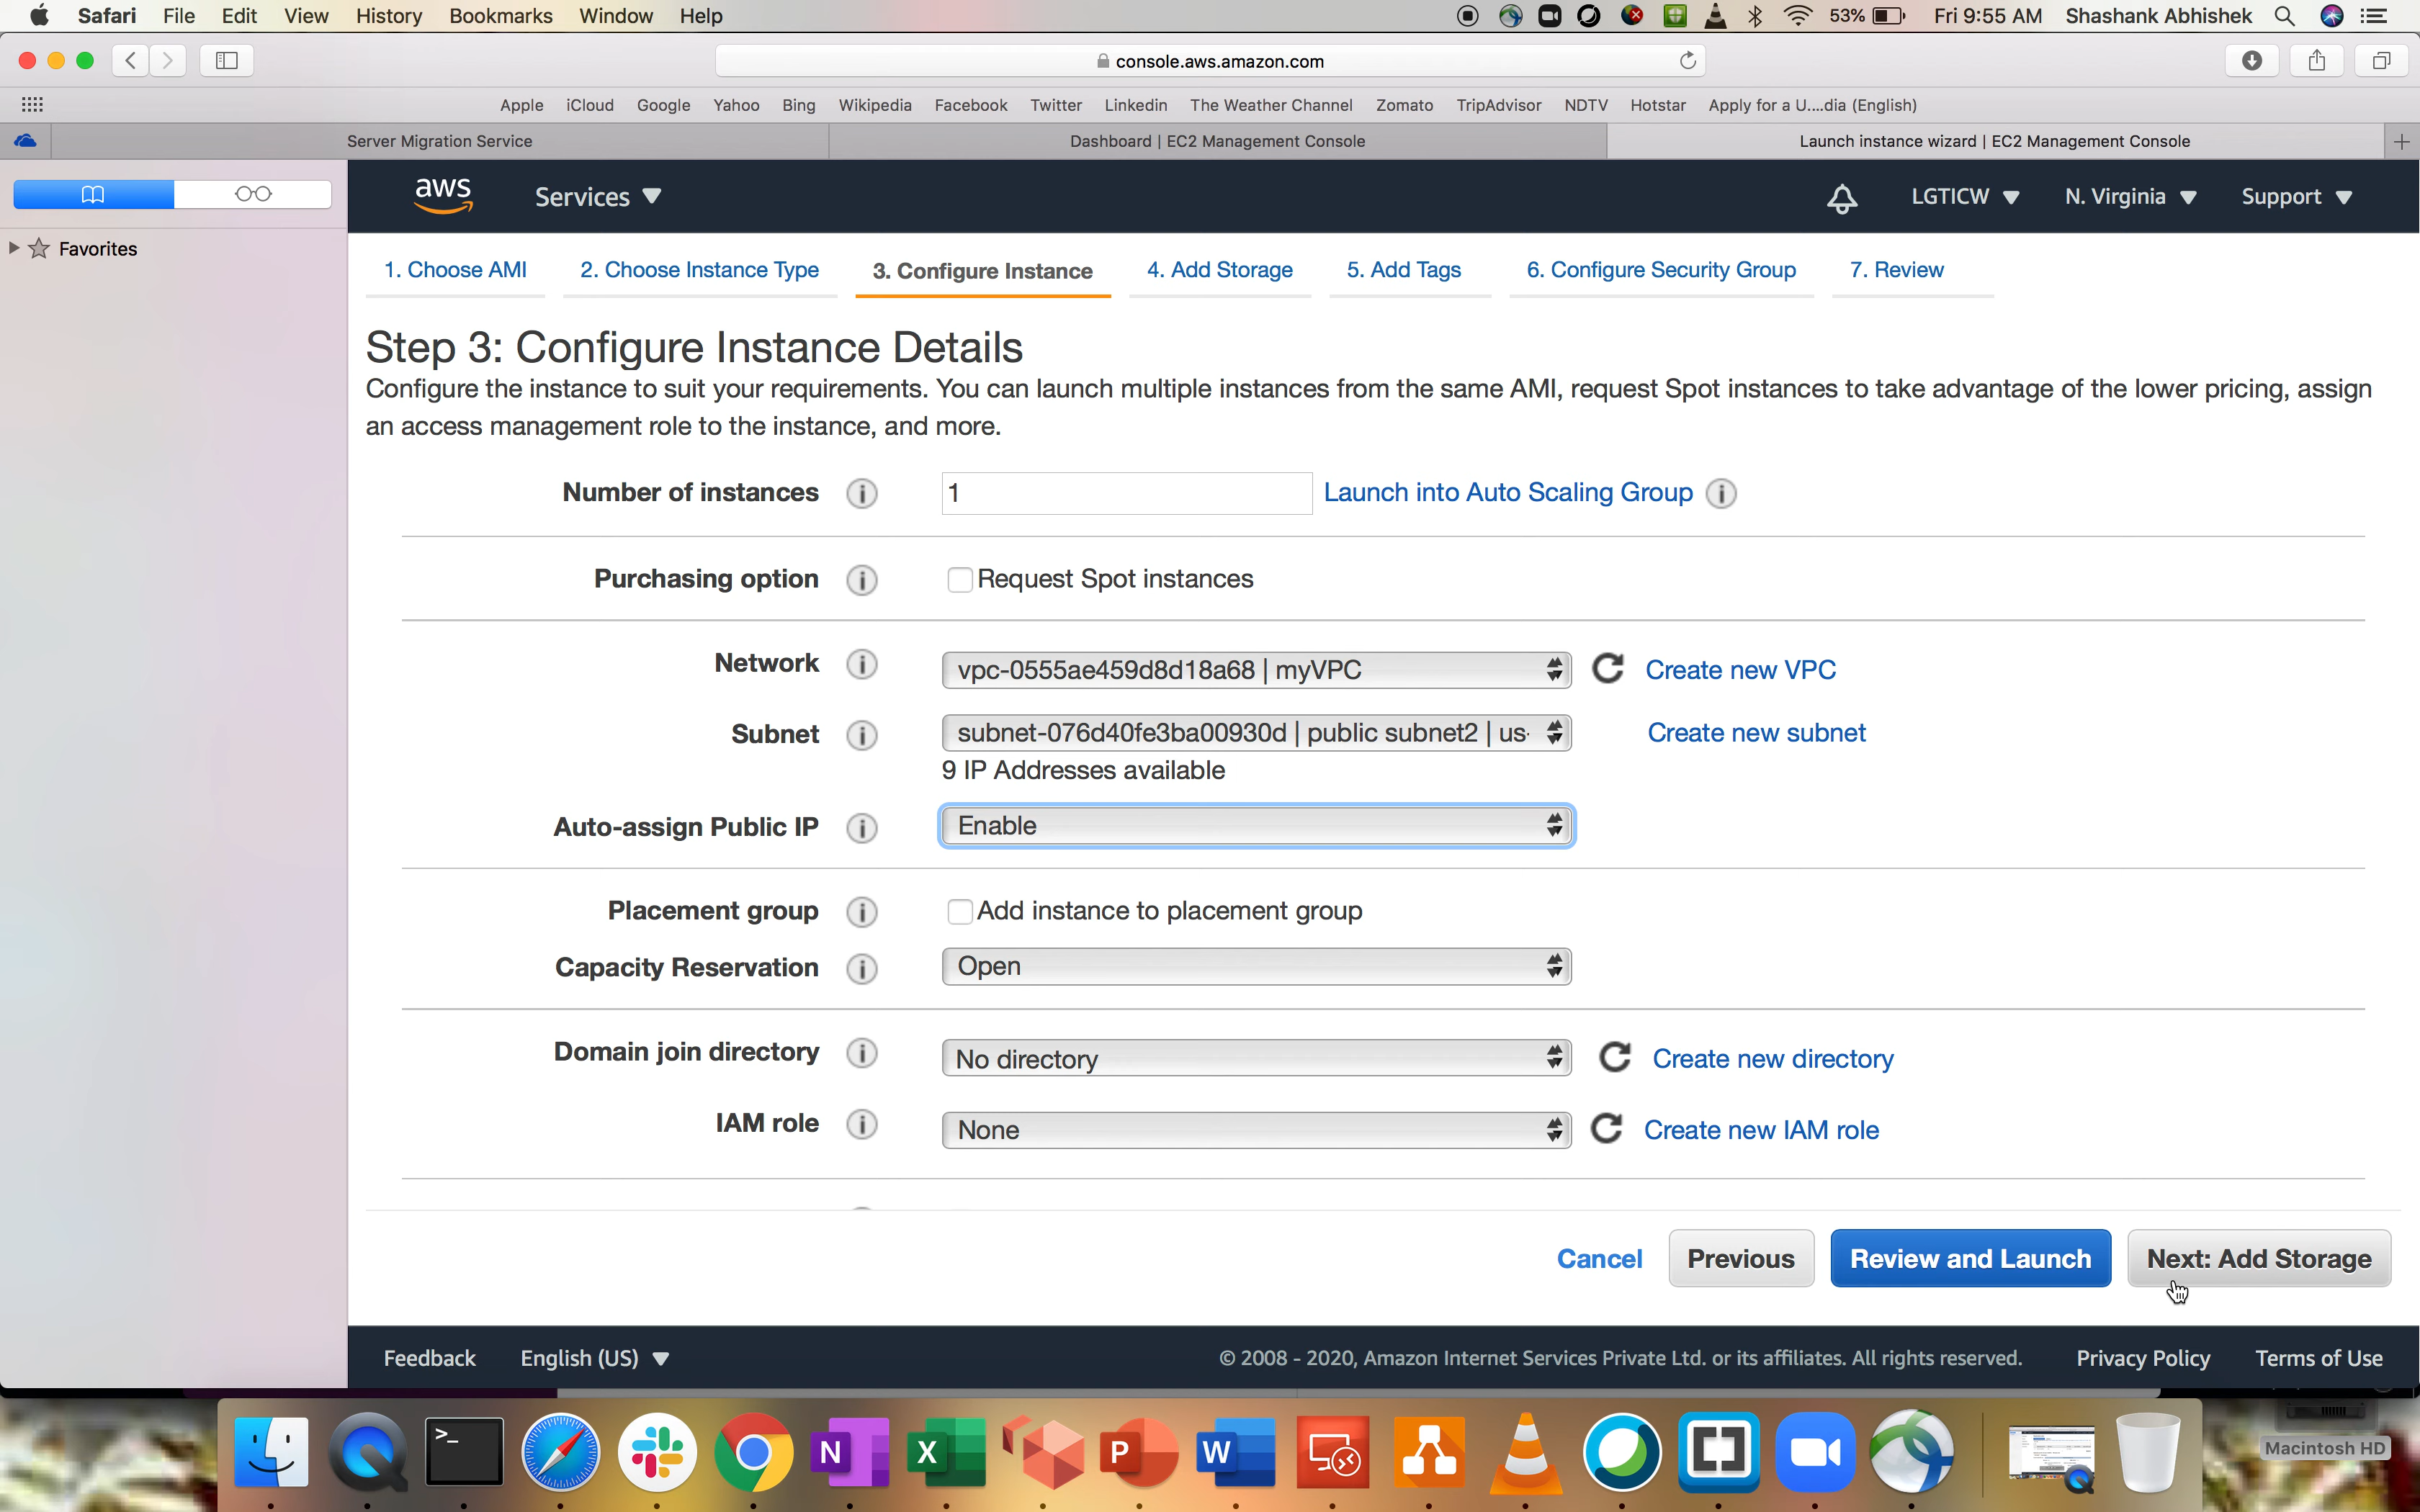 Safari File Edit View History Bookmarks Window Help 53% Fri 9:55 AM Shashank Abhishek
console.aws.amazon.com
Apple iCloud Google Yahoo Bing Wikipedia Facebook Twitter Linkedin The Weather Channel Zomato TripAdvisor NDTV Hotstar Apply for a U....dia (English)
Server Migration Service Dashboard | EC2 Management Console Launch instance wizard | EC2 Management Console
aws Services LGTICW N. Virginia Support
Favorites
1. Choose AMI 2. Choose Instance Type 3. Configure Instance 4. Add Storage 5. Add Tags 6. Configure Security Group 7. Review
Step 3: Configure Instance Details
Configure the instance to suit your requirements. You can launch multiple instances from the same AMI, request Spot instances to take advantage of the lower pricing, assign
an access management role to the instance, and more.
Number of instances i 1 Launch into Auto Scaling Group i
Purchasing option i Request Spot instances
Network i vpc-0555ae459d8d18a68 | myVPC Create new VPC
Subnet i subnet-076d40fe3ba00930d | public subnet2 | us- Create new subnet
9 IP Addresses available
Auto-assign Public IP i Enable
Placement group i Add instance to placement group
Capacity Reservation i Open
Domain join directory i No directory Create new directory
IAM role i None Create new IAM role
Cancel Previous Review and Launch Next: Add Storage
Feedback English (US) © 2008 - 2020, Amazon Internet Services Private Ltd. or its affiliates. All rights reserved. Privacy Policy Terms of Use
>_ N X P W
Macintosh HD